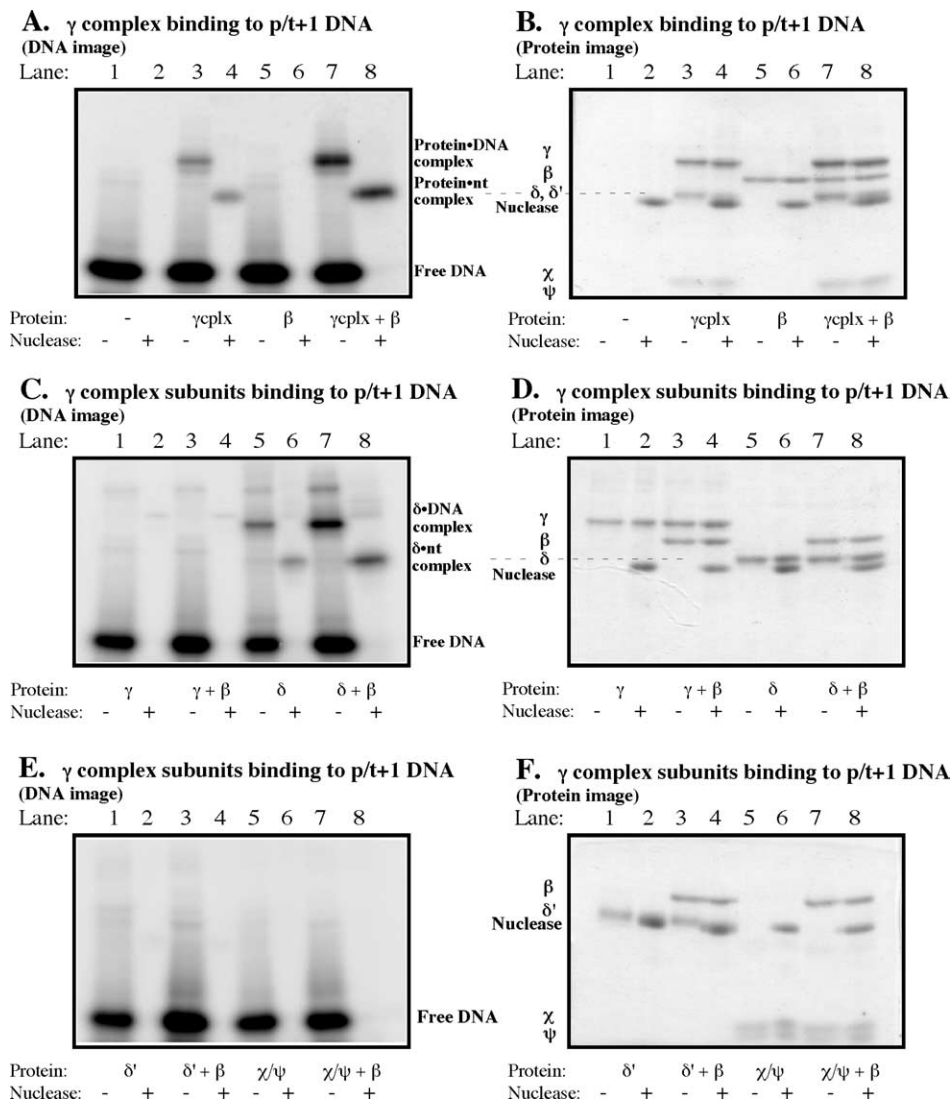 A. γ complex binding to p/t+1 DNA
(DNA image)
Lane: 1 2 3 4 5 6 7 8
Protein•DNA
complex
Protein•nt
complex
Free DNA
Protein: - γcplx β γcplx + β
Nuclease: - + - + - + - +
B. γ complex binding to p/t+1 DNA
(Protein image)
Lane: 1 2 3 4 5 6 7 8
γ
β
δ, δ'
Nuclease
χ
ψ
Protein: - γcplx β γcplx + β
Nuclease: - + - + - + - +
C. γ complex subunits binding to p/t+1 DNA
(DNA image)
Lane: 1 2 3 4 5 6 7 8
δ•DNA
complex
δ•nt
complex
Free DNA
Protein: γ γ + β δ δ + β
Nuclease: - + - + - + - +
D. γ complex subunits binding to p/t+1 DNA
(Protein image)
Lane: 1 2 3 4 5 6 7 8
γ
β
δ
Nuclease
Protein: γ γ + β δ δ + β
Nuclease: - + - + - + - +
E. γ complex subunits binding to p/t+1 DNA
(DNA image)
Lane: 1 2 3 4 5 6 7 8
Free DNA
Protein: δ' δ' + β χ/ψ χ/ψ + β
Nuclease: - + - + - + - +
F. γ complex subunits binding to p/t+1 DNA
(Protein image)
Lane: 1 2 3 4 5 6 7 8
β
δ'
Nuclease
χ
ψ
Protein: δ' δ' + β χ/ψ χ/ψ + β
Nuclease: - + - + - + - +